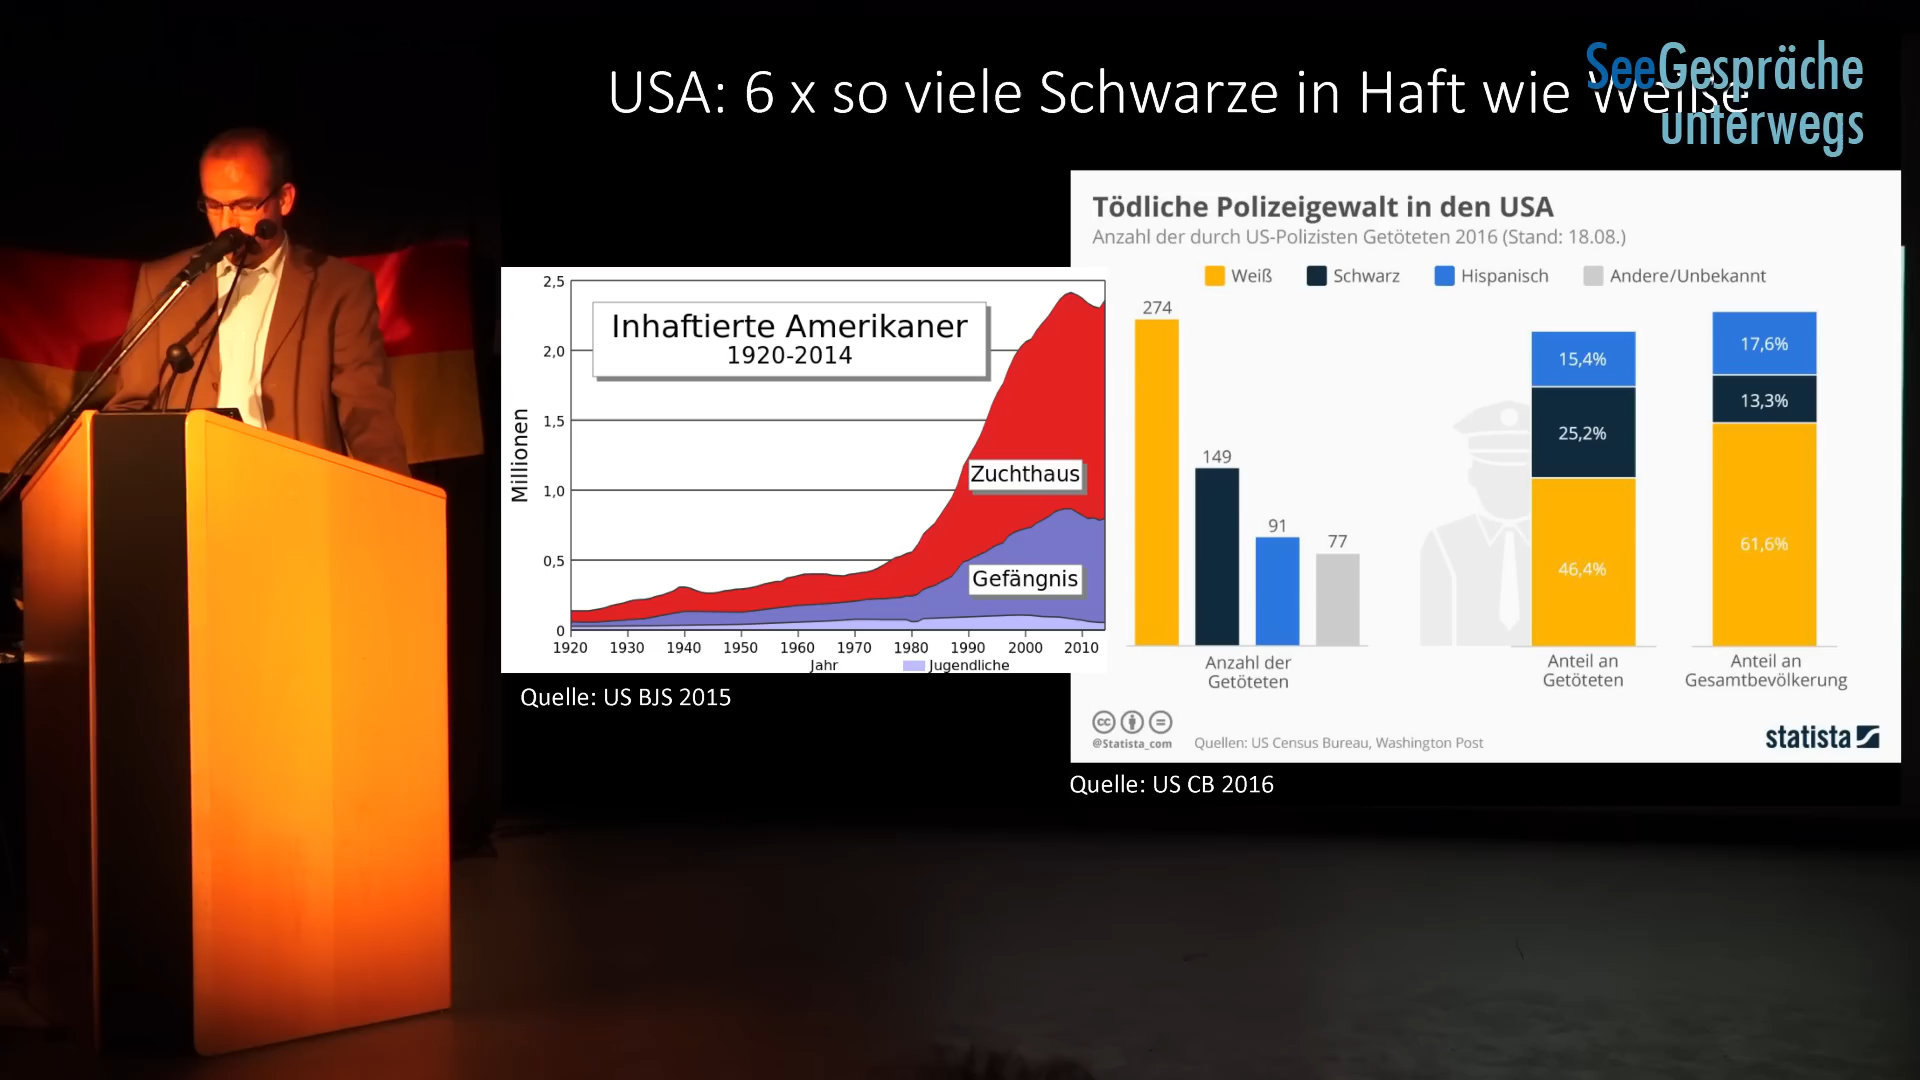 USA: 6 x so viele Schwarze in Haft wie Weiße
SeeGespräche
unterwegs
Inhaftierte Amerikaner
1920-2014
Millionen
2,5
2,0
1,5
1,0
0,5
0
Zuchthaus
Gefängnis
1920 1930 1940 1950 1960 1970 1980 1990 2000 2010
Jahr
Jugendliche
Quelle: US BJS 2015
Tödliche Polizeigewalt in den USA
Anzahl der durch US-Polizisten Getöteten 2016 (Stand: 18.08.)
Weiß Schwarz Hispanisch Andere/Unbekannt
274
149
91
77
Anzahl der
Getöteten
15,4%
25,2%
46,4%
Anteil an
Getöteten
17,6%
13,3%
61,6%
Anteil an
Gesamtbevölkerung
cc
@Statista_com
Quellen: US Census Bureau, Washington Post
statista
Quelle: US CB 2016